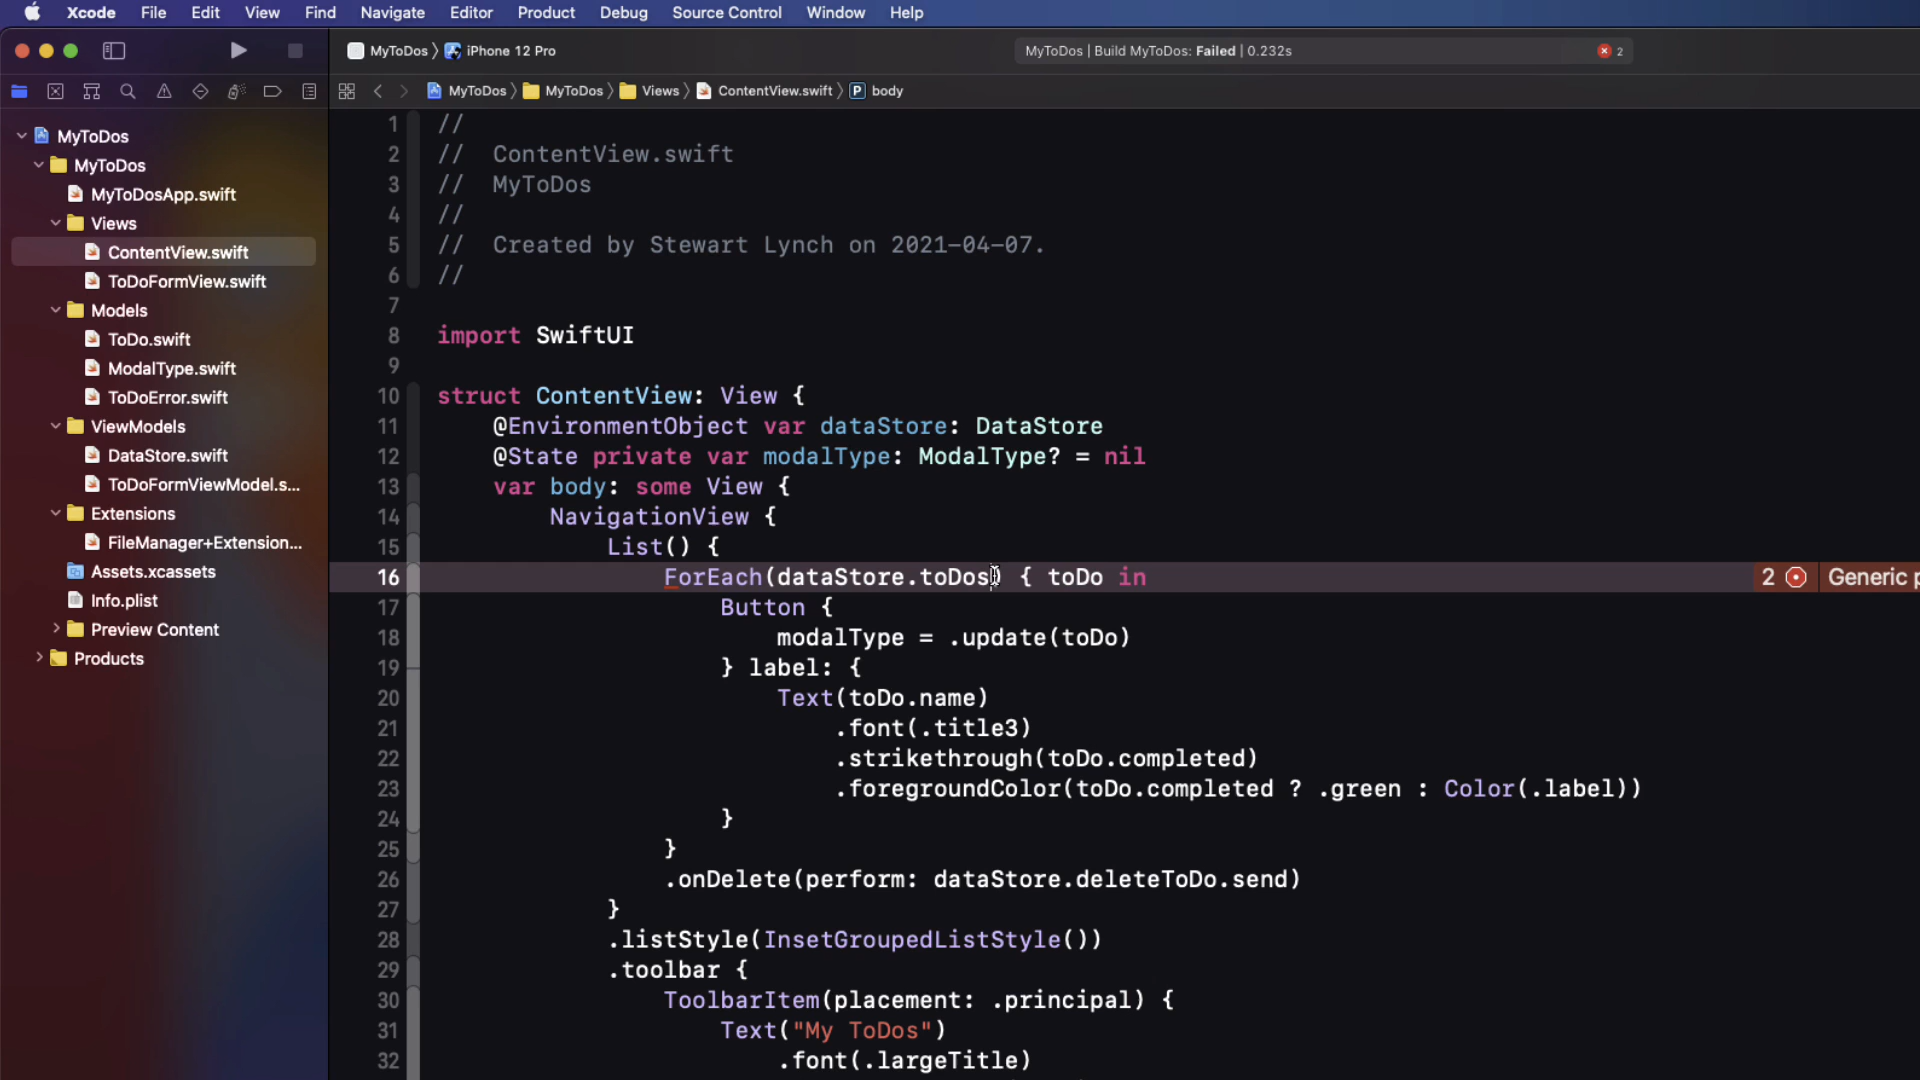 Xcode File Edit View Find Navigate Editor Product Debug Source Control Window Help
MyToDos 〉 iPhone 12 Pro
MyToDos | Build MyToDos: Failed | 0.232s
2
MyToDos 〉 MyToDos 〉 Views 〉 ContentView.swift 〉 P body
MyToDos
MyToDos
MyToDosApp.swift
Views
ContentView.swift
ToDoFormView.swift
Models
ToDo.swift
ModalType.swift
ToDoError.swift
ViewModels
DataStore.swift
ToDoFormViewModel.s...
Extensions
FileManager+Extension...
Assets.xcassets
Info.plist
Preview Content
Products
1 //
2 //  ContentView.swift
3 //  MyToDos
4 //
5 //  Created by Stewart Lynch on 2021-04-07.
6 //
7
8 import SwiftUI
9
10 struct ContentView: View {
11     @EnvironmentObject var dataStore: DataStore
12     @State private var modalType: ModalType? = nil
13     var body: some View {
14         NavigationView {
15             List() {
16                 ForEach(dataStore.toDos) { toDo in 2 Generic p
17                     Button {
18                         modalType = .update(toDo)
19                     } label: {
20                         Text(toDo.name)
21                             .font(.title3)
22                             .strikethrough(toDo.completed)
23                             .foregroundColor(toDo.completed ? .green : Color(.label))
24                     }
25                 }
26                 .onDelete(perform: dataStore.deleteToDo.send)
27             }
28             .listStyle(InsetGroupedListStyle())
29             .toolbar {
30                 ToolbarItem(placement: .principal) {
31                     Text("My ToDos")
32                         .font(.largeTitle)